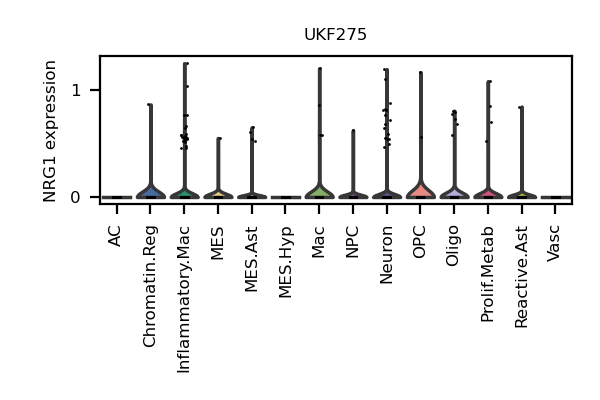 UKF275
NRG1 expression
1
0
AC
Chromatin.Reg
Inflammatory.Mac
MES
MES.Ast
MES.Hyp
Mac
NPC
Neuron
OPC
Oligo
Prolif.Metab
Reactive.Ast
Vasc